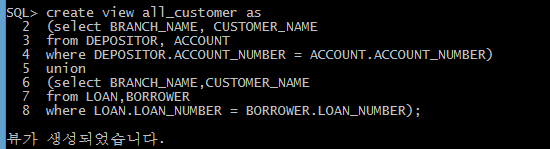 SQL> create view all_customer as
  2  (select BRANCH_NAME, CUSTOMER_NAME
  3  from DEPOSITOR, ACCOUNT
  4  where DEPOSITOR.ACCOUNT_NUMBER = ACCOUNT.ACCOUNT_NUMBER)
  5  union
  6  (select BRANCH_NAME,CUSTOMER_NAME
  7  from LOAN,BORROWER
  8  where LOAN.LOAN_NUMBER = BORROWER.LOAN_NUMBER);
뷰가 생성되었습니다.